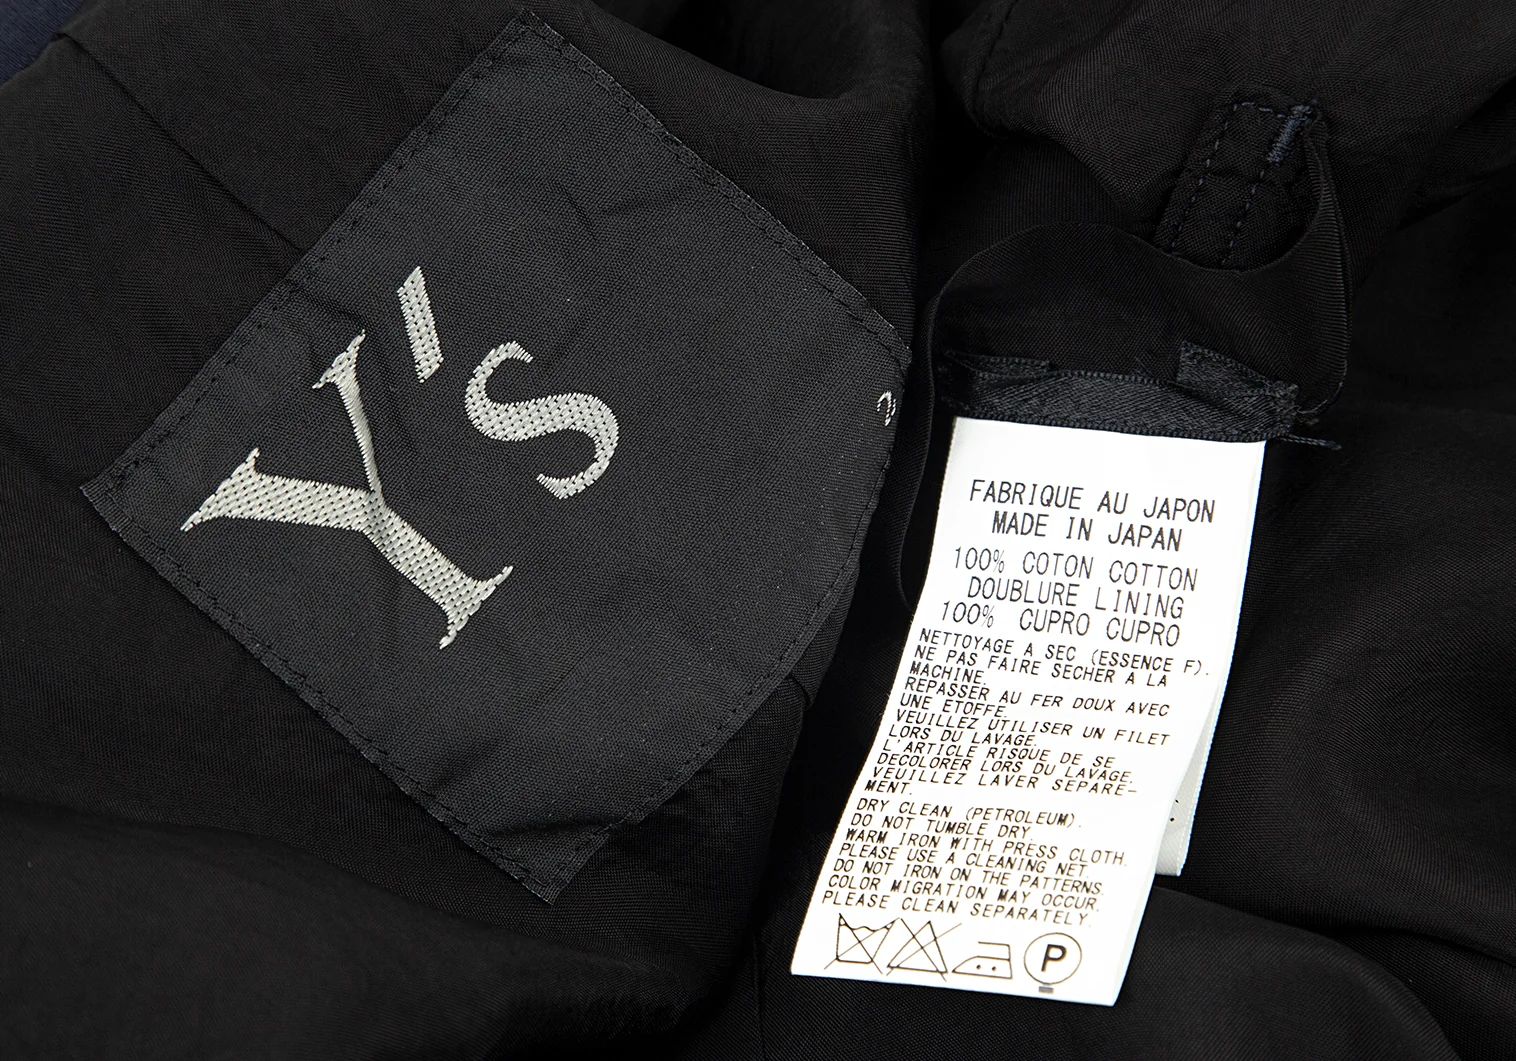 Y's
2
FABRIQUE AU JAPON
MADE IN JAPAN
100% COTON COTTON
DOUBLURE LINING
100% CUPRO CUPRO
NETTOYAGE A SEC (ESSENCE F).
NE PAS FAIRE SECHER A LA
MACHINE.
REPASSER AU FER DOUX AVEC
UNE ETOFFE.
VEUILLEZ UTILISER UN FILET
LORS DU LAVAGE.
L'ARTICLE RISQUE DE SE
DECOLORER LORS DU LAVAGE.
VEUILLEZ LAVER SEPARE-
MENT.
DRY CLEAN (PETROLEUM).
DO NOT TUMBLE DRY.
WARM IRON WITH PRESS CLOTH.
PLEASE USE A CLEANING NET.
DO NOT IRON ON THE PATTERNS.
COLOR MIGRATION MAY OCCUR.
PLEASE CLEAN SEPARATELY.
P